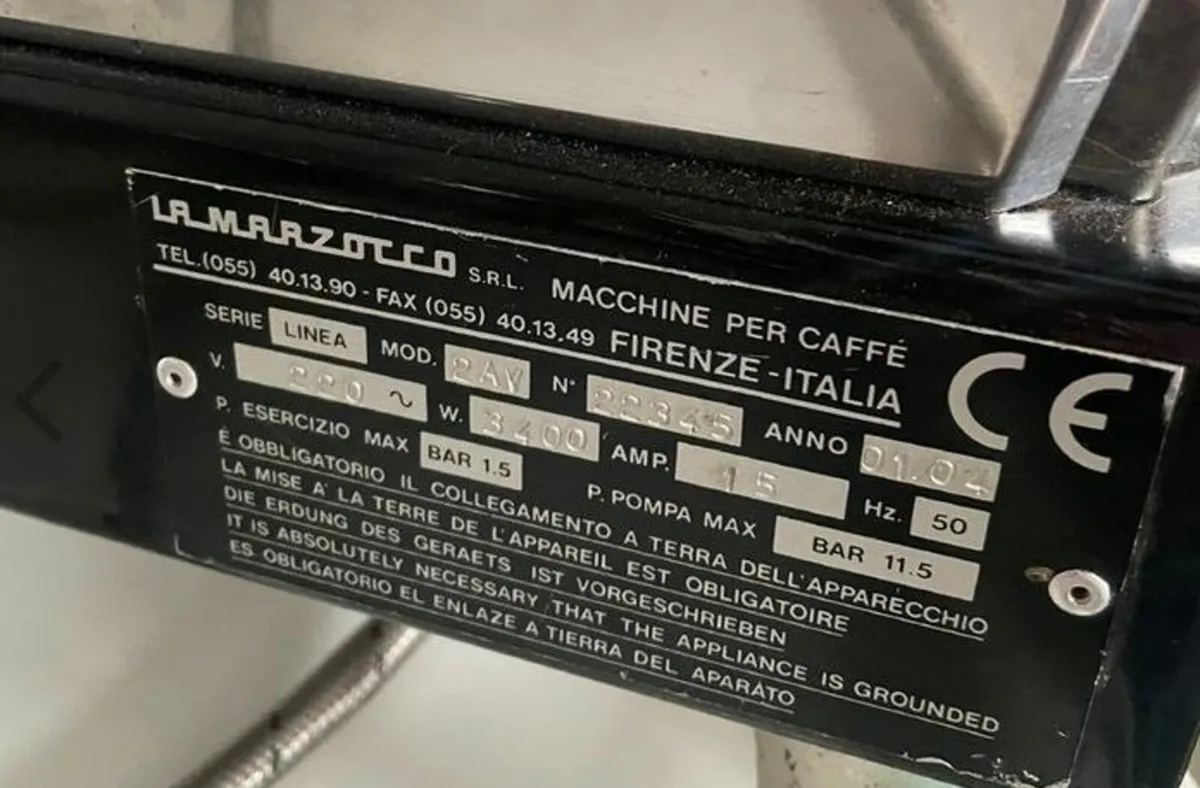 LA MARZOCCO S.R.L. MACCHINE PER CAFFÉ
TEL.(055) 40.13.90 - FAX (055) 40.13.49 FIRENZE - ITALIA
SERIE LINEA MOD. 2AV N° 22345 ANNO 01.04
V. 220 ~ W. 3400 AMP. 15 Hz. 50
P. ESERCIZIO MAX BAR 1.5 P. POMPA MAX BAR 11.5
É OBBLIGATORIO IL COLLEGAMENTO A TERRA DELL'APPARECCHIO
LA MISE A' LA TERRE DE L'APPAREIL EST OBLIGATOIRE
DIE ERDUNG DES GERAETS IST VORGESCHRIEBEN
IT IS ABSOLUTELY NECESSARY THAT THE APPLIANCE IS GROUNDED
ES OBLIGATORIO EL ENLAZE A TIERRA DEL APARATO
CE